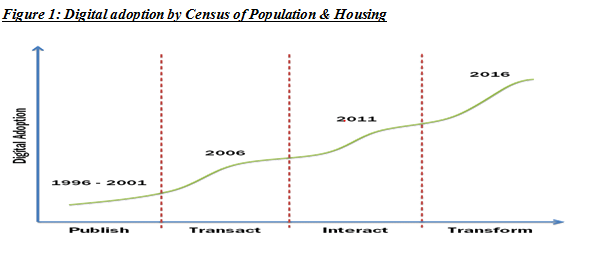 Figure 1: Digital adoption by Census of Population & Housing
2016
2011
2006
1996 - 2001
Digital Adoption
Publish Transact Interact Transform